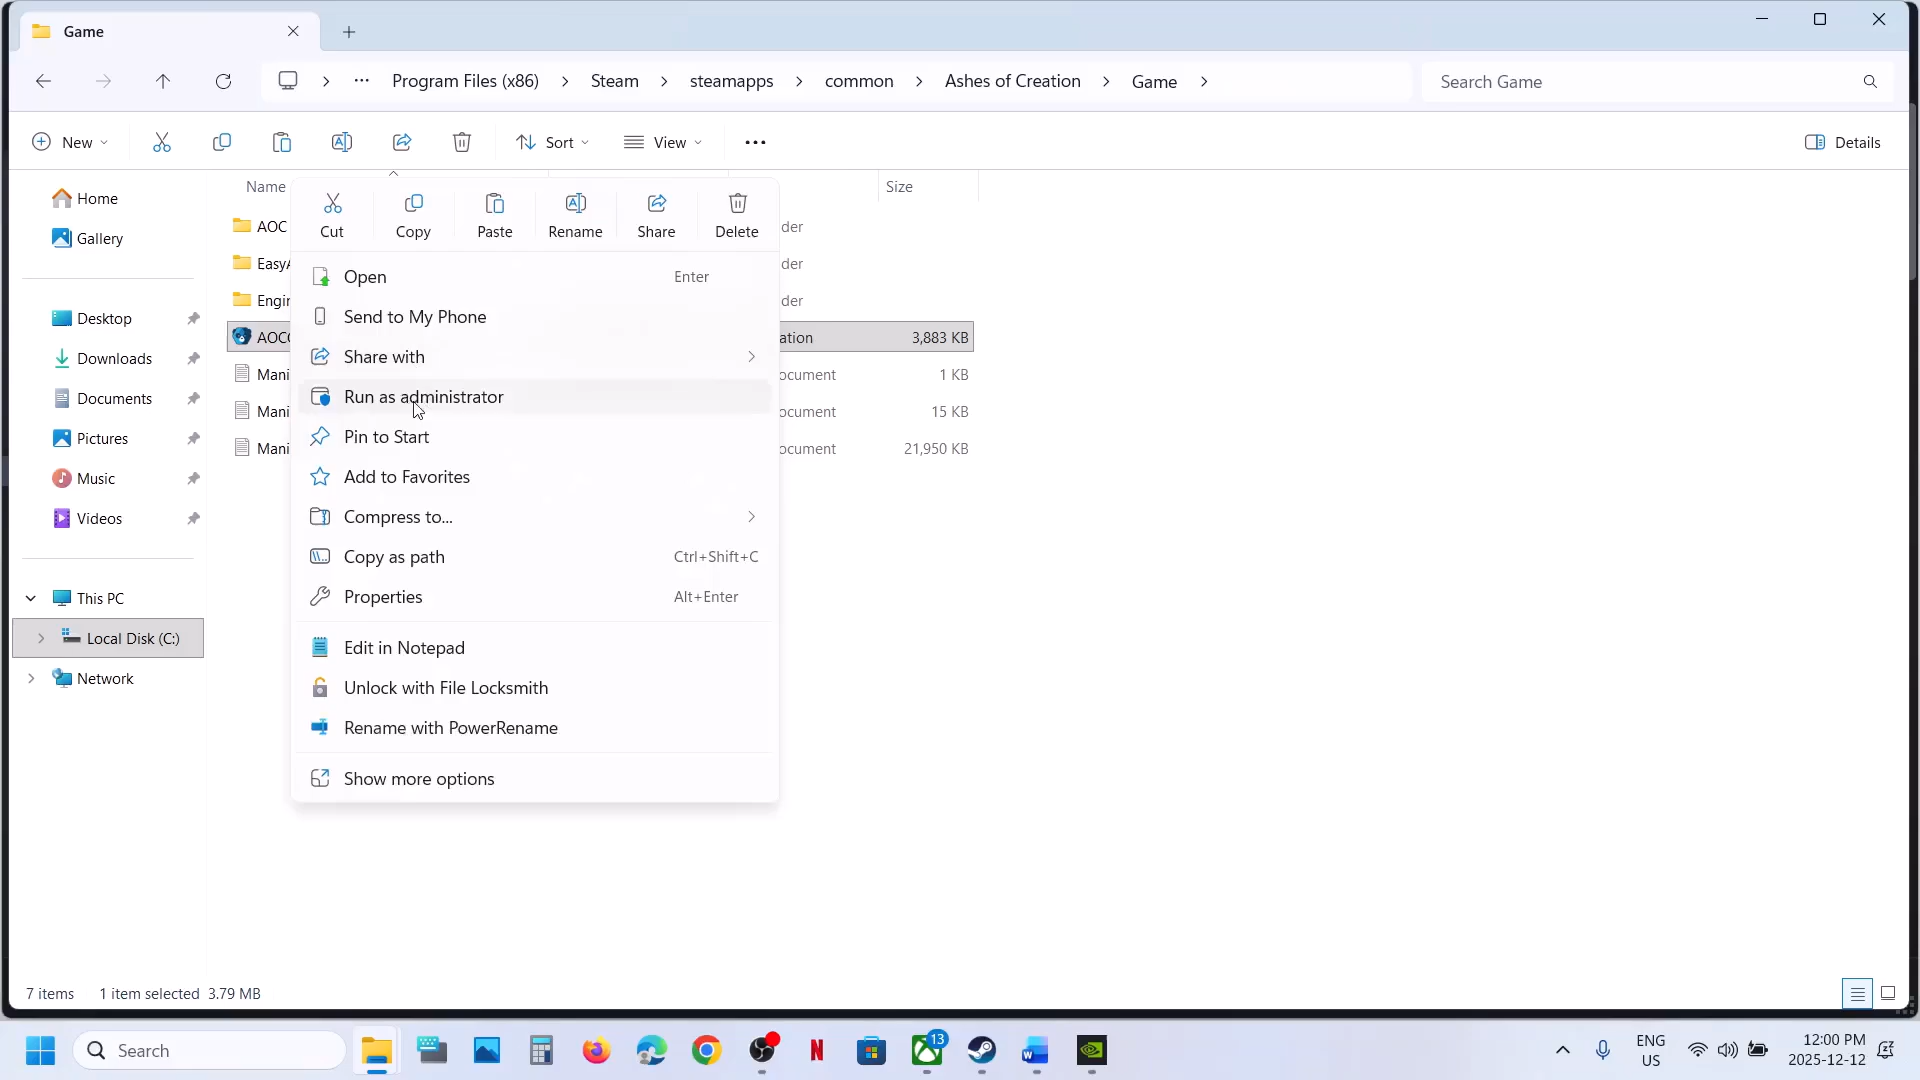 Game
Program Files (x86) > Steam > steamapps > common > Ashes of Creation > Game >
Search Game
New
Sort
View
Details
Home
Gallery
Desktop
Downloads
Documents
Pictures
Music
Videos
This PC
Local Disk (C:)
Network
Name
Size
AOC
EasyA
Engin
AOCC
Mani
Mani
Mani
der
der
der
ation 3,883 KB
ocument 1 KB
ocument 15 KB
ocument 21,950 KB
Cut
Copy
Paste
Rename
Share
Delete
Open Enter
Send to My Phone
Share with
Run as administrator
Pin to Start
Add to Favorites
Compress to...
Copy as path Ctrl+Shift+C
Properties Alt+Enter
Edit in Notepad
Unlock with File Locksmith
Rename with PowerRename
Show more options
7 items 1 item selected 3.79 MB
Search
13
ENG
US
12:00 PM
2025-12-12